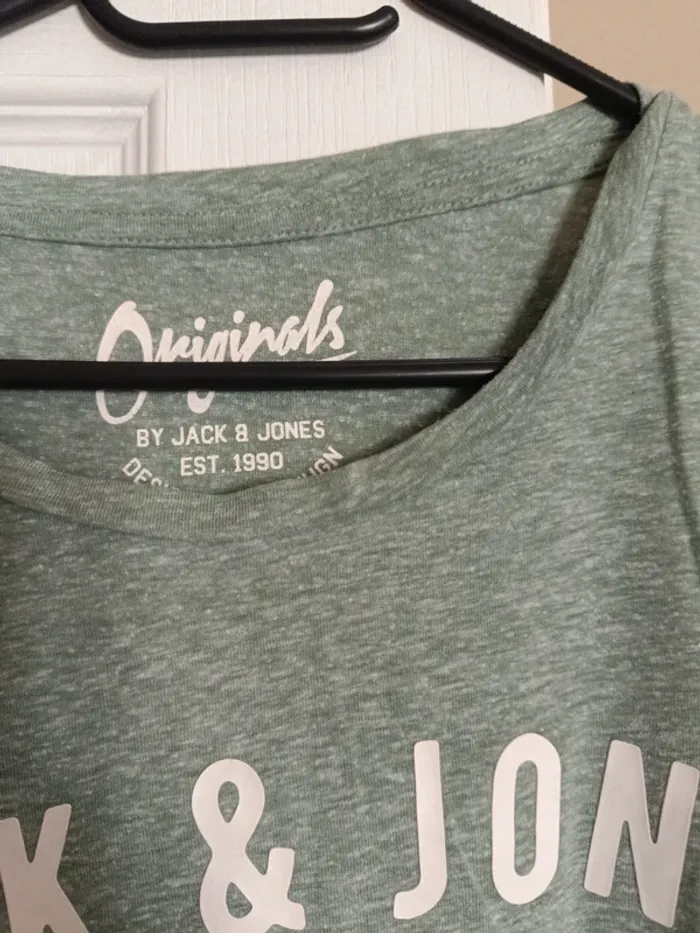 Originals
BY JACK & JONES
EST. 1990
K & JON